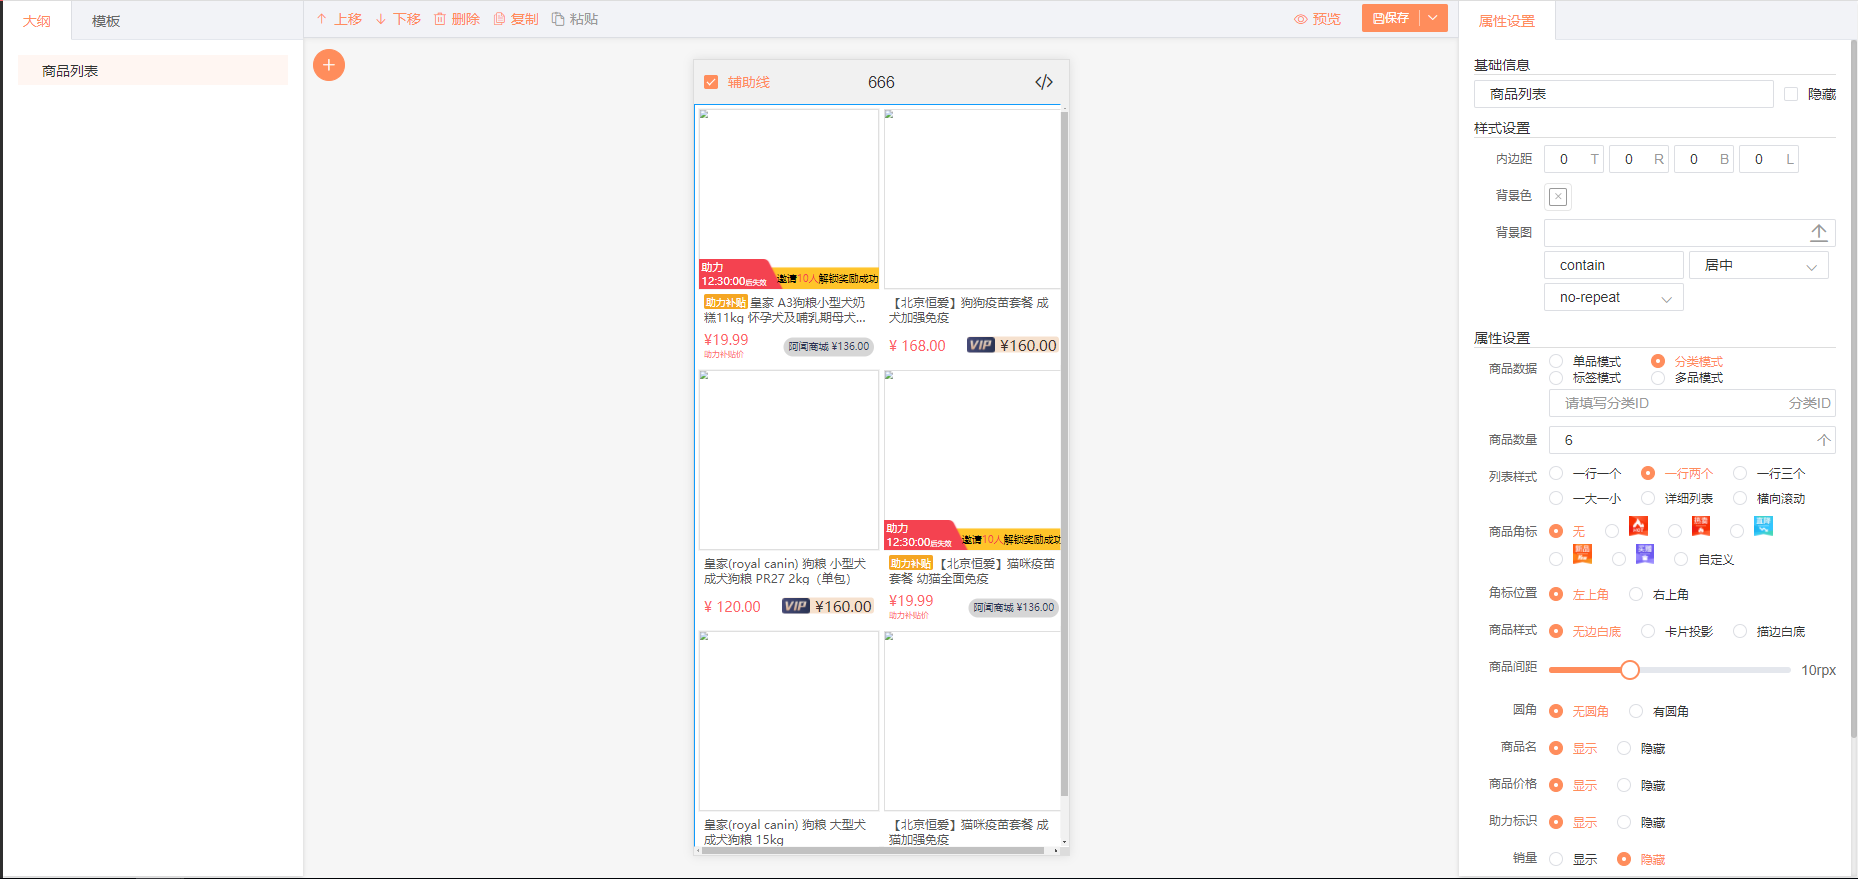 大纲
模板
商品列表
上移
下移
删除
复制
粘贴
预览
保存
辅助线
666
助力
12:30:00后失效
邀请10人解锁奖励成功
助力补贴 皇家 A3狗粮小型犬奶
糕11kg 怀孕犬及哺乳期母犬...
¥19.99
助力补贴价
阿闻商城 ¥136.00
【北京恒爱】狗狗疫苗套餐 成
犬加强免疫
¥ 168.00
VIP ¥160.00
皇家(royal canin) 狗粮 小型犬
成犬狗粮 PR27 2kg（单包）
¥ 120.00
VIP ¥160.00
助力
12:30:00后失效
邀请10人解锁奖励成功
助力补贴 【北京恒爱】猫咪疫苗
套餐 幼猫全面免疫
¥19.99
助力补贴价
阿闻商城 ¥136.00
皇家(royal canin) 狗粮 大型犬
成犬狗粮 15kg
【北京恒爱】猫咪疫苗套餐 成
猫加强免疫
属性设置
基础信息
商品列表
隐藏
样式设置
内边距 0 T 0 R 0 B 0 L
背景色
背景图
contain 居中
no-repeat
属性设置
商品数据 单品模式 分类模式
标签模式 多品模式
请填写分类ID 分类ID
商品数量 6 个
列表样式 一行一个 一行两个 一行三个
一大一小 详细列表 横向滚动
商品角标 无 热卖 直降
新品 买赠 自定义
角标位置 左上角 右上角
商品样式 无边白底 卡片投影 描边白底
商品间距 10rpx
圆角 无圆角 有圆角
商品名 显示 隐藏
商品价格 显示 隐藏
助力标识 显示 隐藏
销量 显示 隐藏